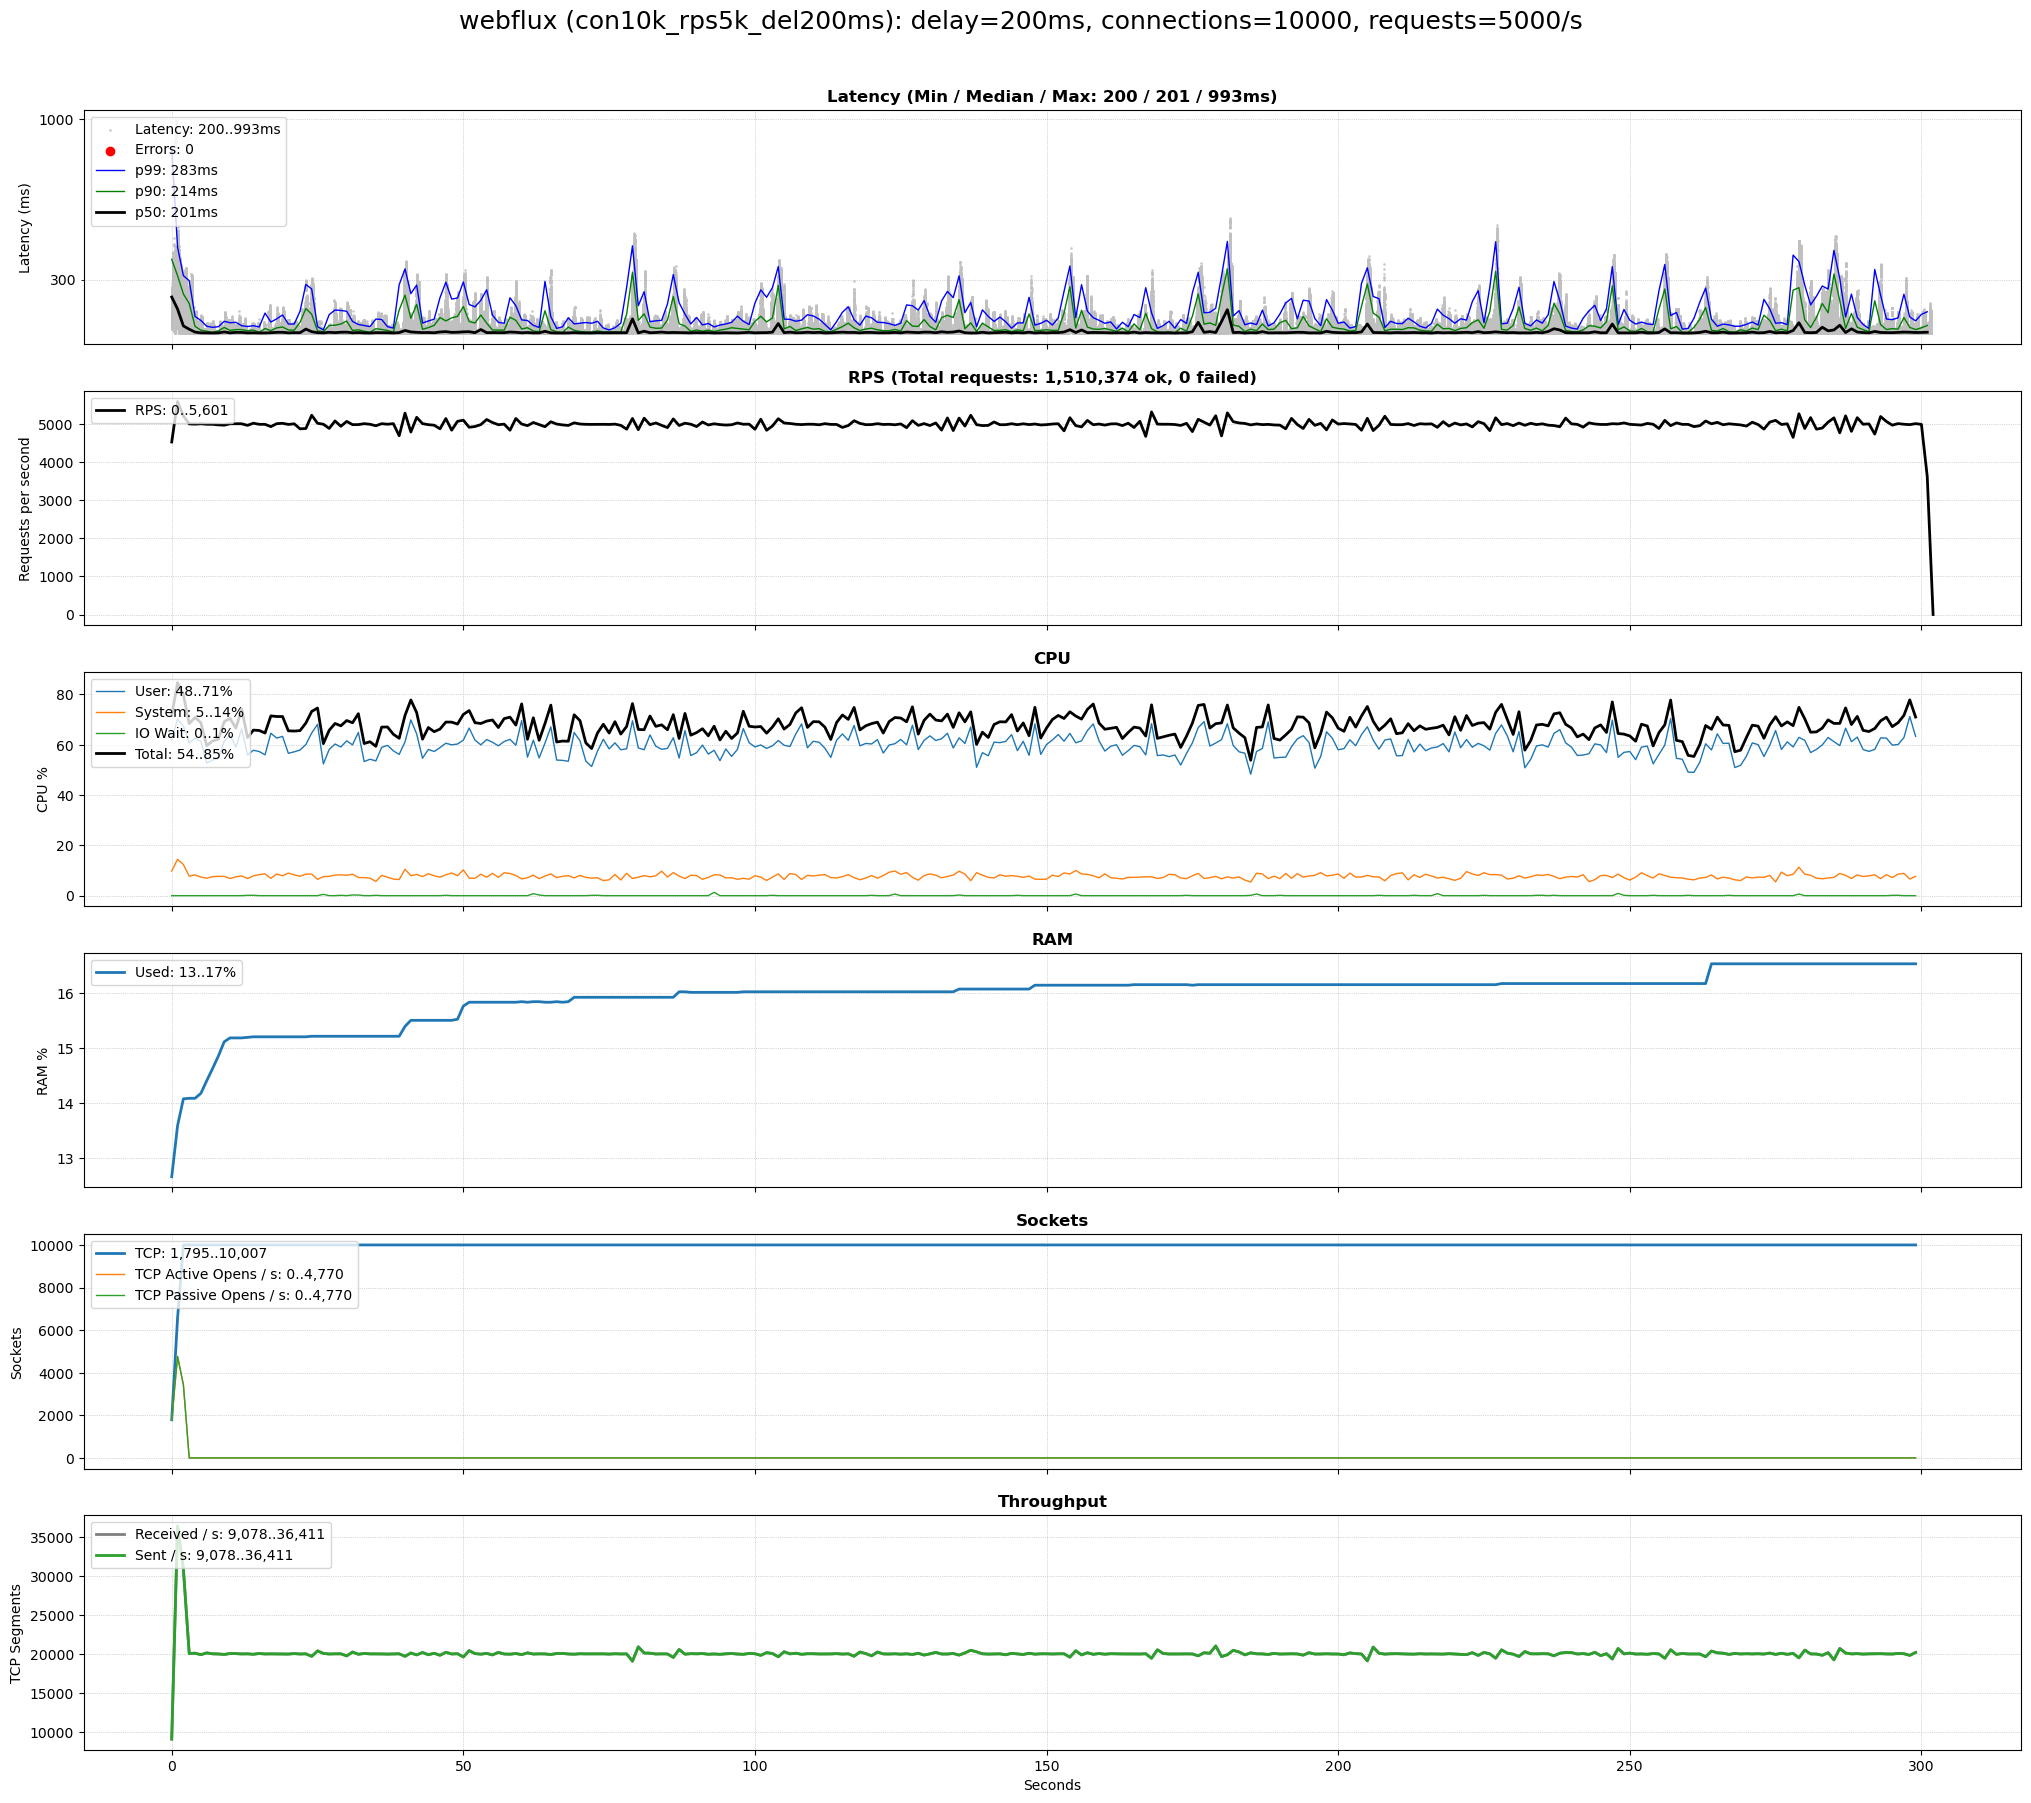 webflux (con10k_rps5k_del200ms): delay=200ms, connections=10000, requests=5000/s
Latency (Min / Median / Max: 200 / 201 / 993ms)
1000
300
Latency (ms)
Latency: 200..993ms
Errors: 0
p99: 283ms
p90: 214ms
p50: 201ms
RPS (Total requests: 1,510,374 ok, 0 failed)
5000
4000
3000
2000
1000
0
Requests per second
RPS: 0..5,601
CPU
80
60
40
20
0
CPU %
User: 48..71%
System: 5..14%
IO Wait: 0..1%
Total: 54..85%
RAM
16
15
14
13
RAM %
Used: 13..17%
Sockets
10000
8000
6000
4000
2000
0
Sockets
TCP: 1,795..10,007
TCP Active Opens / s: 0..4,770
TCP Passive Opens / s: 0..4,770
Throughput
35000
30000
25000
20000
15000
10000
TCP Segments
Received / s: 9,078..36,411
Sent / s: 9,078..36,411
0 50 100 150 200 250 300
Seconds